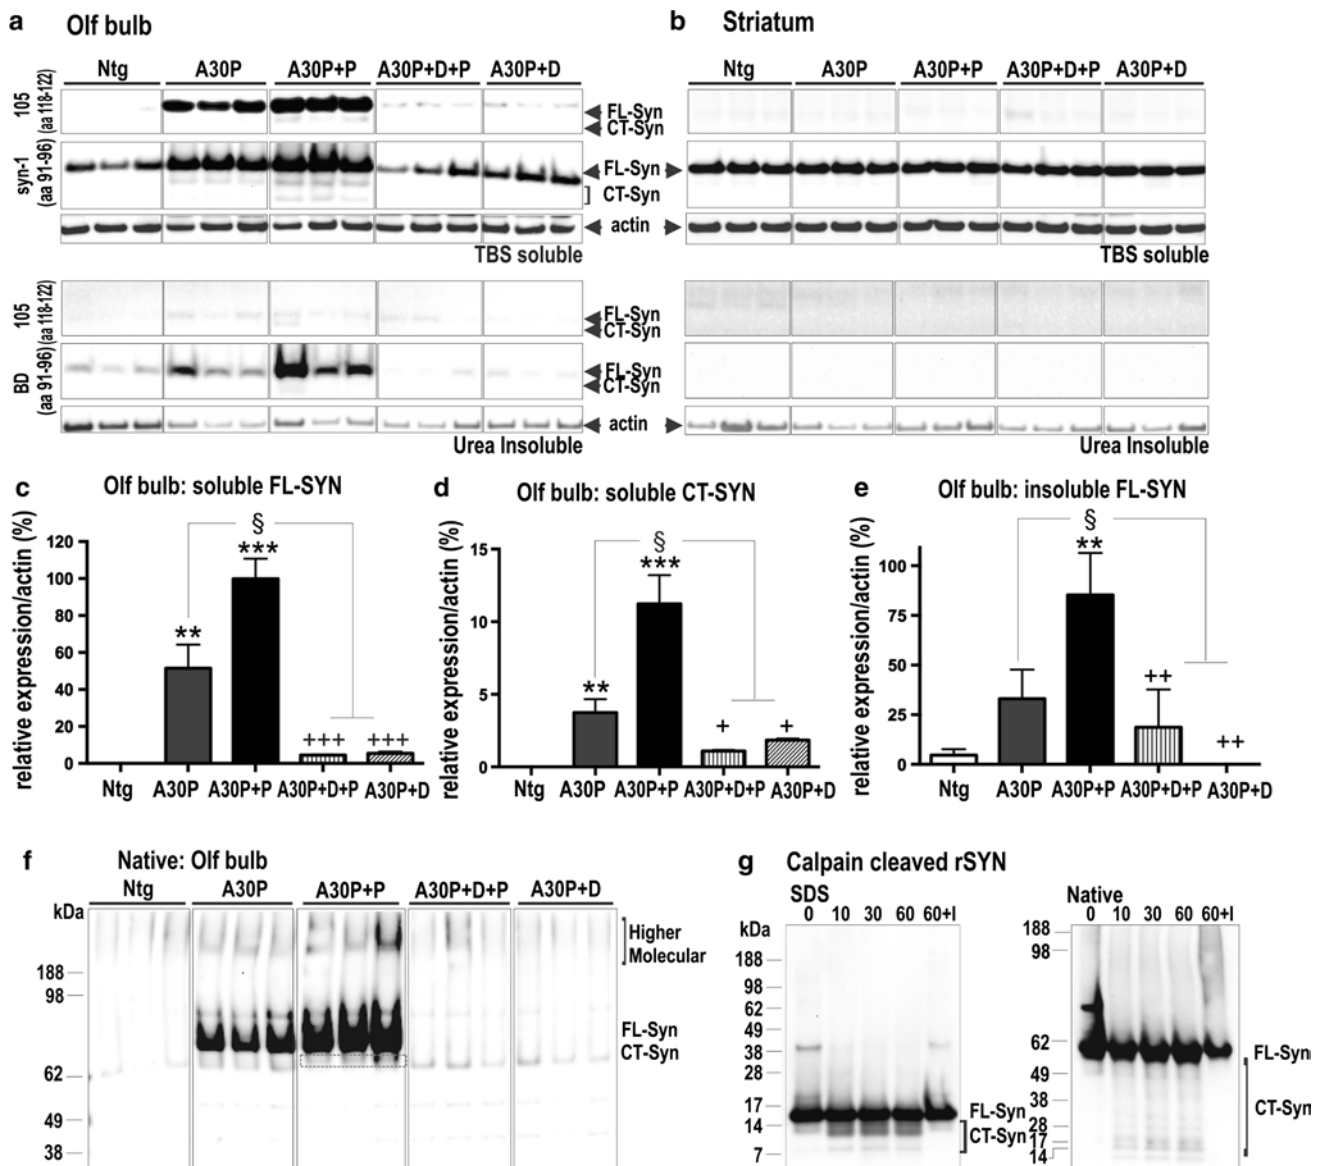 a Olf bulb
Ntg A30P A30P+P A30P+D+P A30P+D
105 (aa 118-122)
FL-Syn
CT-Syn
syn-1 (aa 91-96)
FL-Syn
CT-Syn
actin
TBS soluble
105 (aa 118-122)
FL-Syn
CT-Syn
BD (aa 91-96)
FL-Syn
CT-Syn
actin
Urea Insoluble
b Striatum
Ntg A30P A30P+P A30P+D+P A30P+D
TBS soluble
Urea Insoluble
c Olf bulb: soluble FL-SYN
relative expression/actin (%)
120
100
80
60
40
20
0
§
** *** +++ +++
Ntg A30P A30P+P A30P+D+P A30P+D
d Olf bulb: soluble CT-SYN
relative expression/actin (%)
15
10
5
0
§
** *** + +
Ntg A30P A30P+P A30P+D+P A30P+D
e Olf bulb: insoluble FL-SYN
relative expression/actin (%)
100
75
50
25
0
§
** ++ ++
Ntg A30P A30P+P A30P+D+P A30P+D
f Native: Olf bulb
Ntg A30P A30P+P A30P+D+P A30P+D
kDa
188
98
62
49
38
Higher
Molecular
FL-Syn
CT-Syn
g Calpain cleaved rSYN
SDS
0 10 30 60 60+I
kDa
188
98
62
49
38
28
17
14
7
FL-Syn
CT-Syn
Native
0 10 30 60 60+I
188
98
62
49
38
28
17
14
FL-Syn
CT-Syn